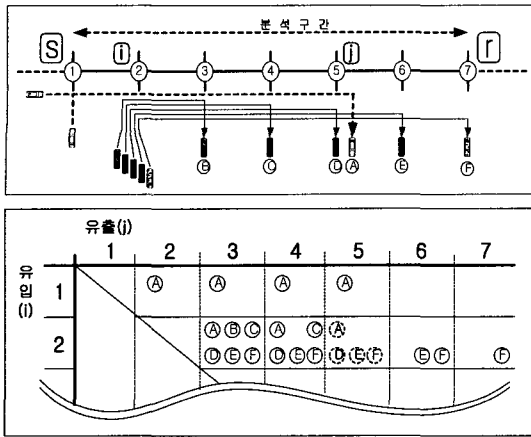 분석구간
S i j r
1 2 3 4 5 6 7
B C D A E F
유출(j)
1 2 3 4 5 6 7
유입(i)
1 A A A A
A B C A C A
2 D E F D E F D E F E F F